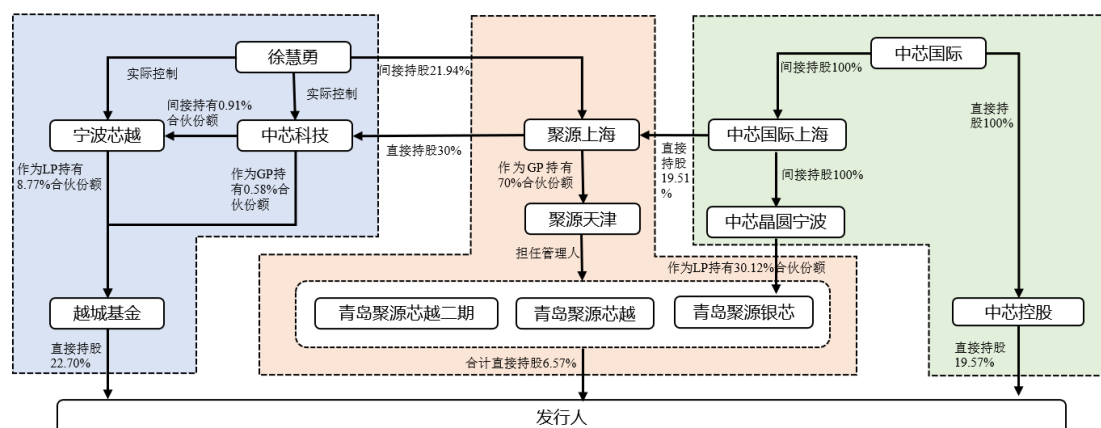 徐慧勇
中芯国际
实际控制
间接持股21.94%
间接持股100%
实际控制
直接持
股100%
间接持有0.91%
合伙份额
宁波芯越
中芯科技
聚源上海
中芯国际上海
直接持股30%
直接
持股
19.51
%
作为LP持有
8.77%合伙份额
作为GP持
有0.58%合
伙份额
作为GP持有
70%合伙份额
间接持股100%
聚源天津
中芯晶圆宁波
担任管理人
作为LP持有30.12%合伙份额
越城基金
青岛聚源芯越二期
青岛聚源芯越
青岛聚源银芯
中芯控股
直接持股
22.70%
合计直接持股6.57%
直接持股
19.57%
发行人